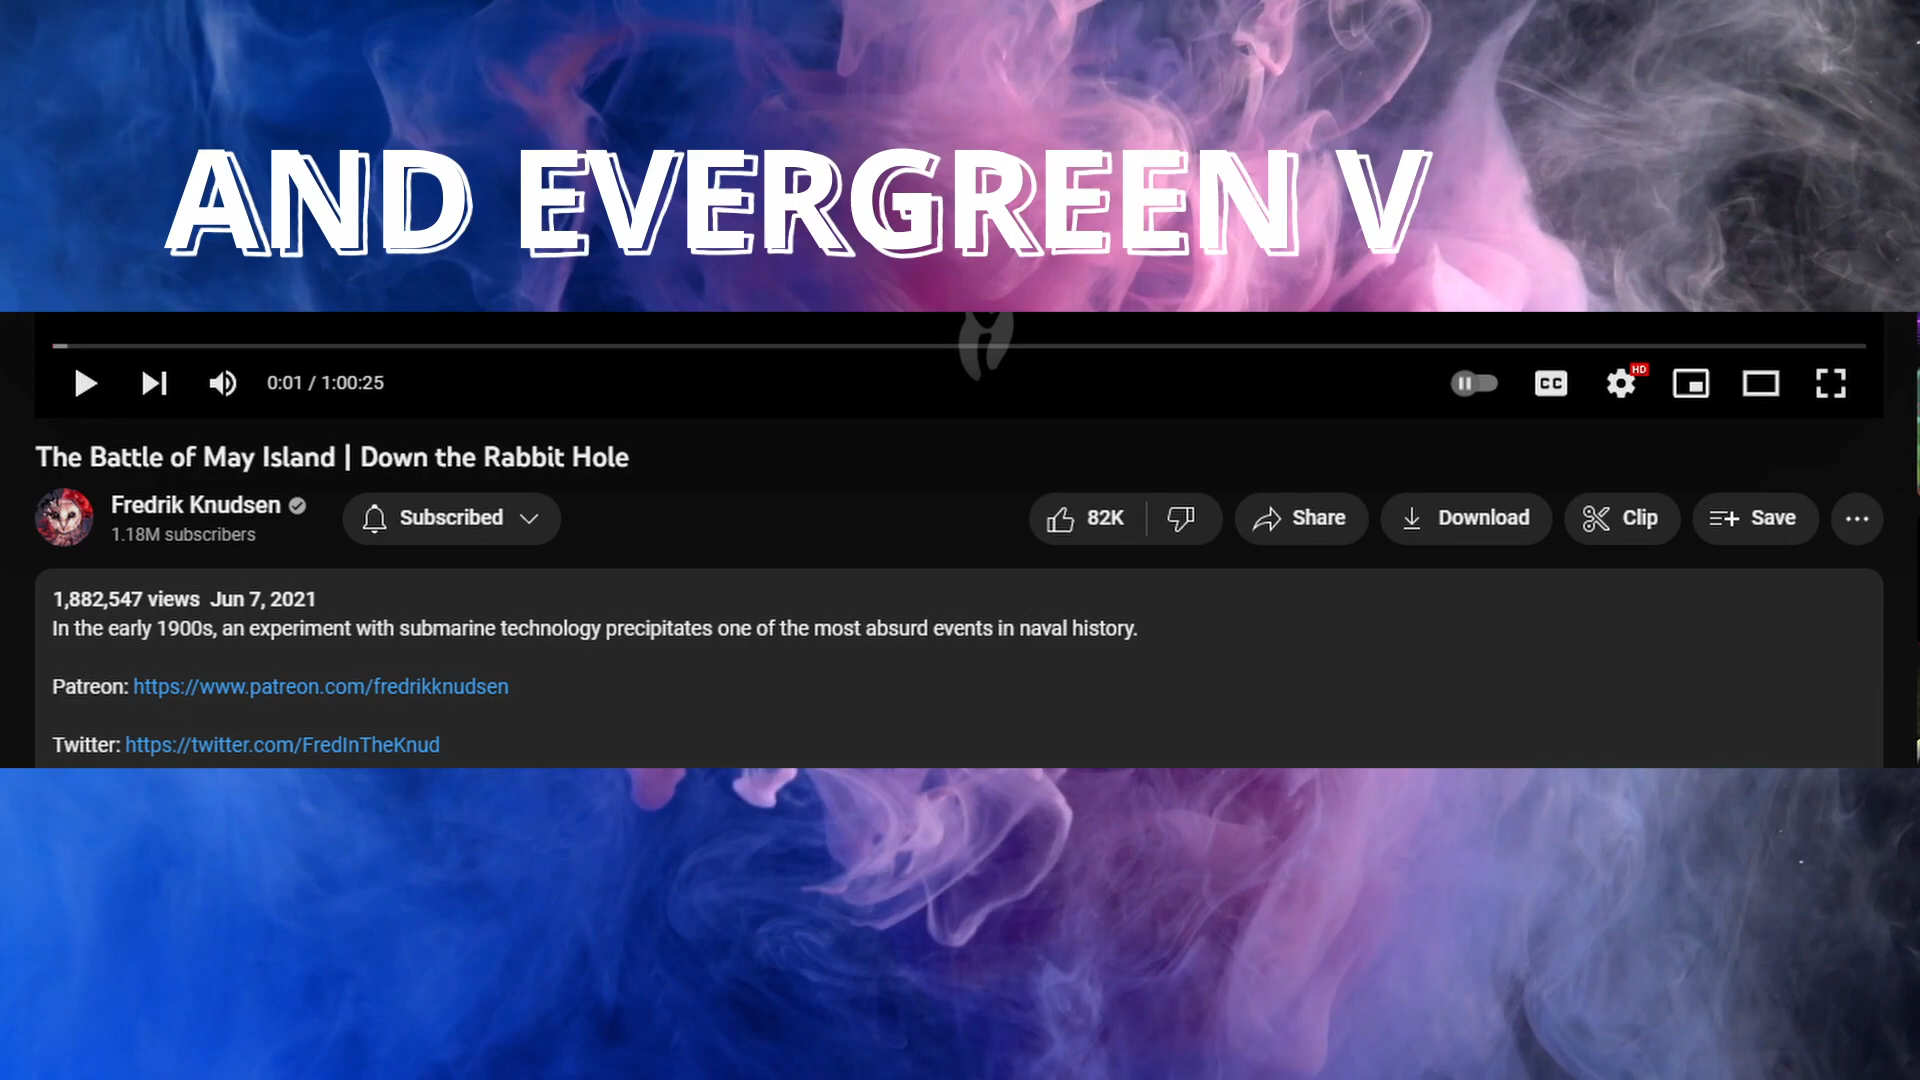 AND EVERGREEN V
0:01 / 1:00:25
CC
HD
The Battle of May Island | Down the Rabbit Hole
Fredrik Knudsen
1.18M subscribers
Subscribed
82K
Share
Download
Clip
Save
1,882,547 views Jun 7, 2021
In the early 1900s, an experiment with submarine technology precipitates one of the most absurd events in naval history.
Patreon: https://www.patreon.com/fredrikknudsen
Twitter: https://twitter.com/FredInTheKnud